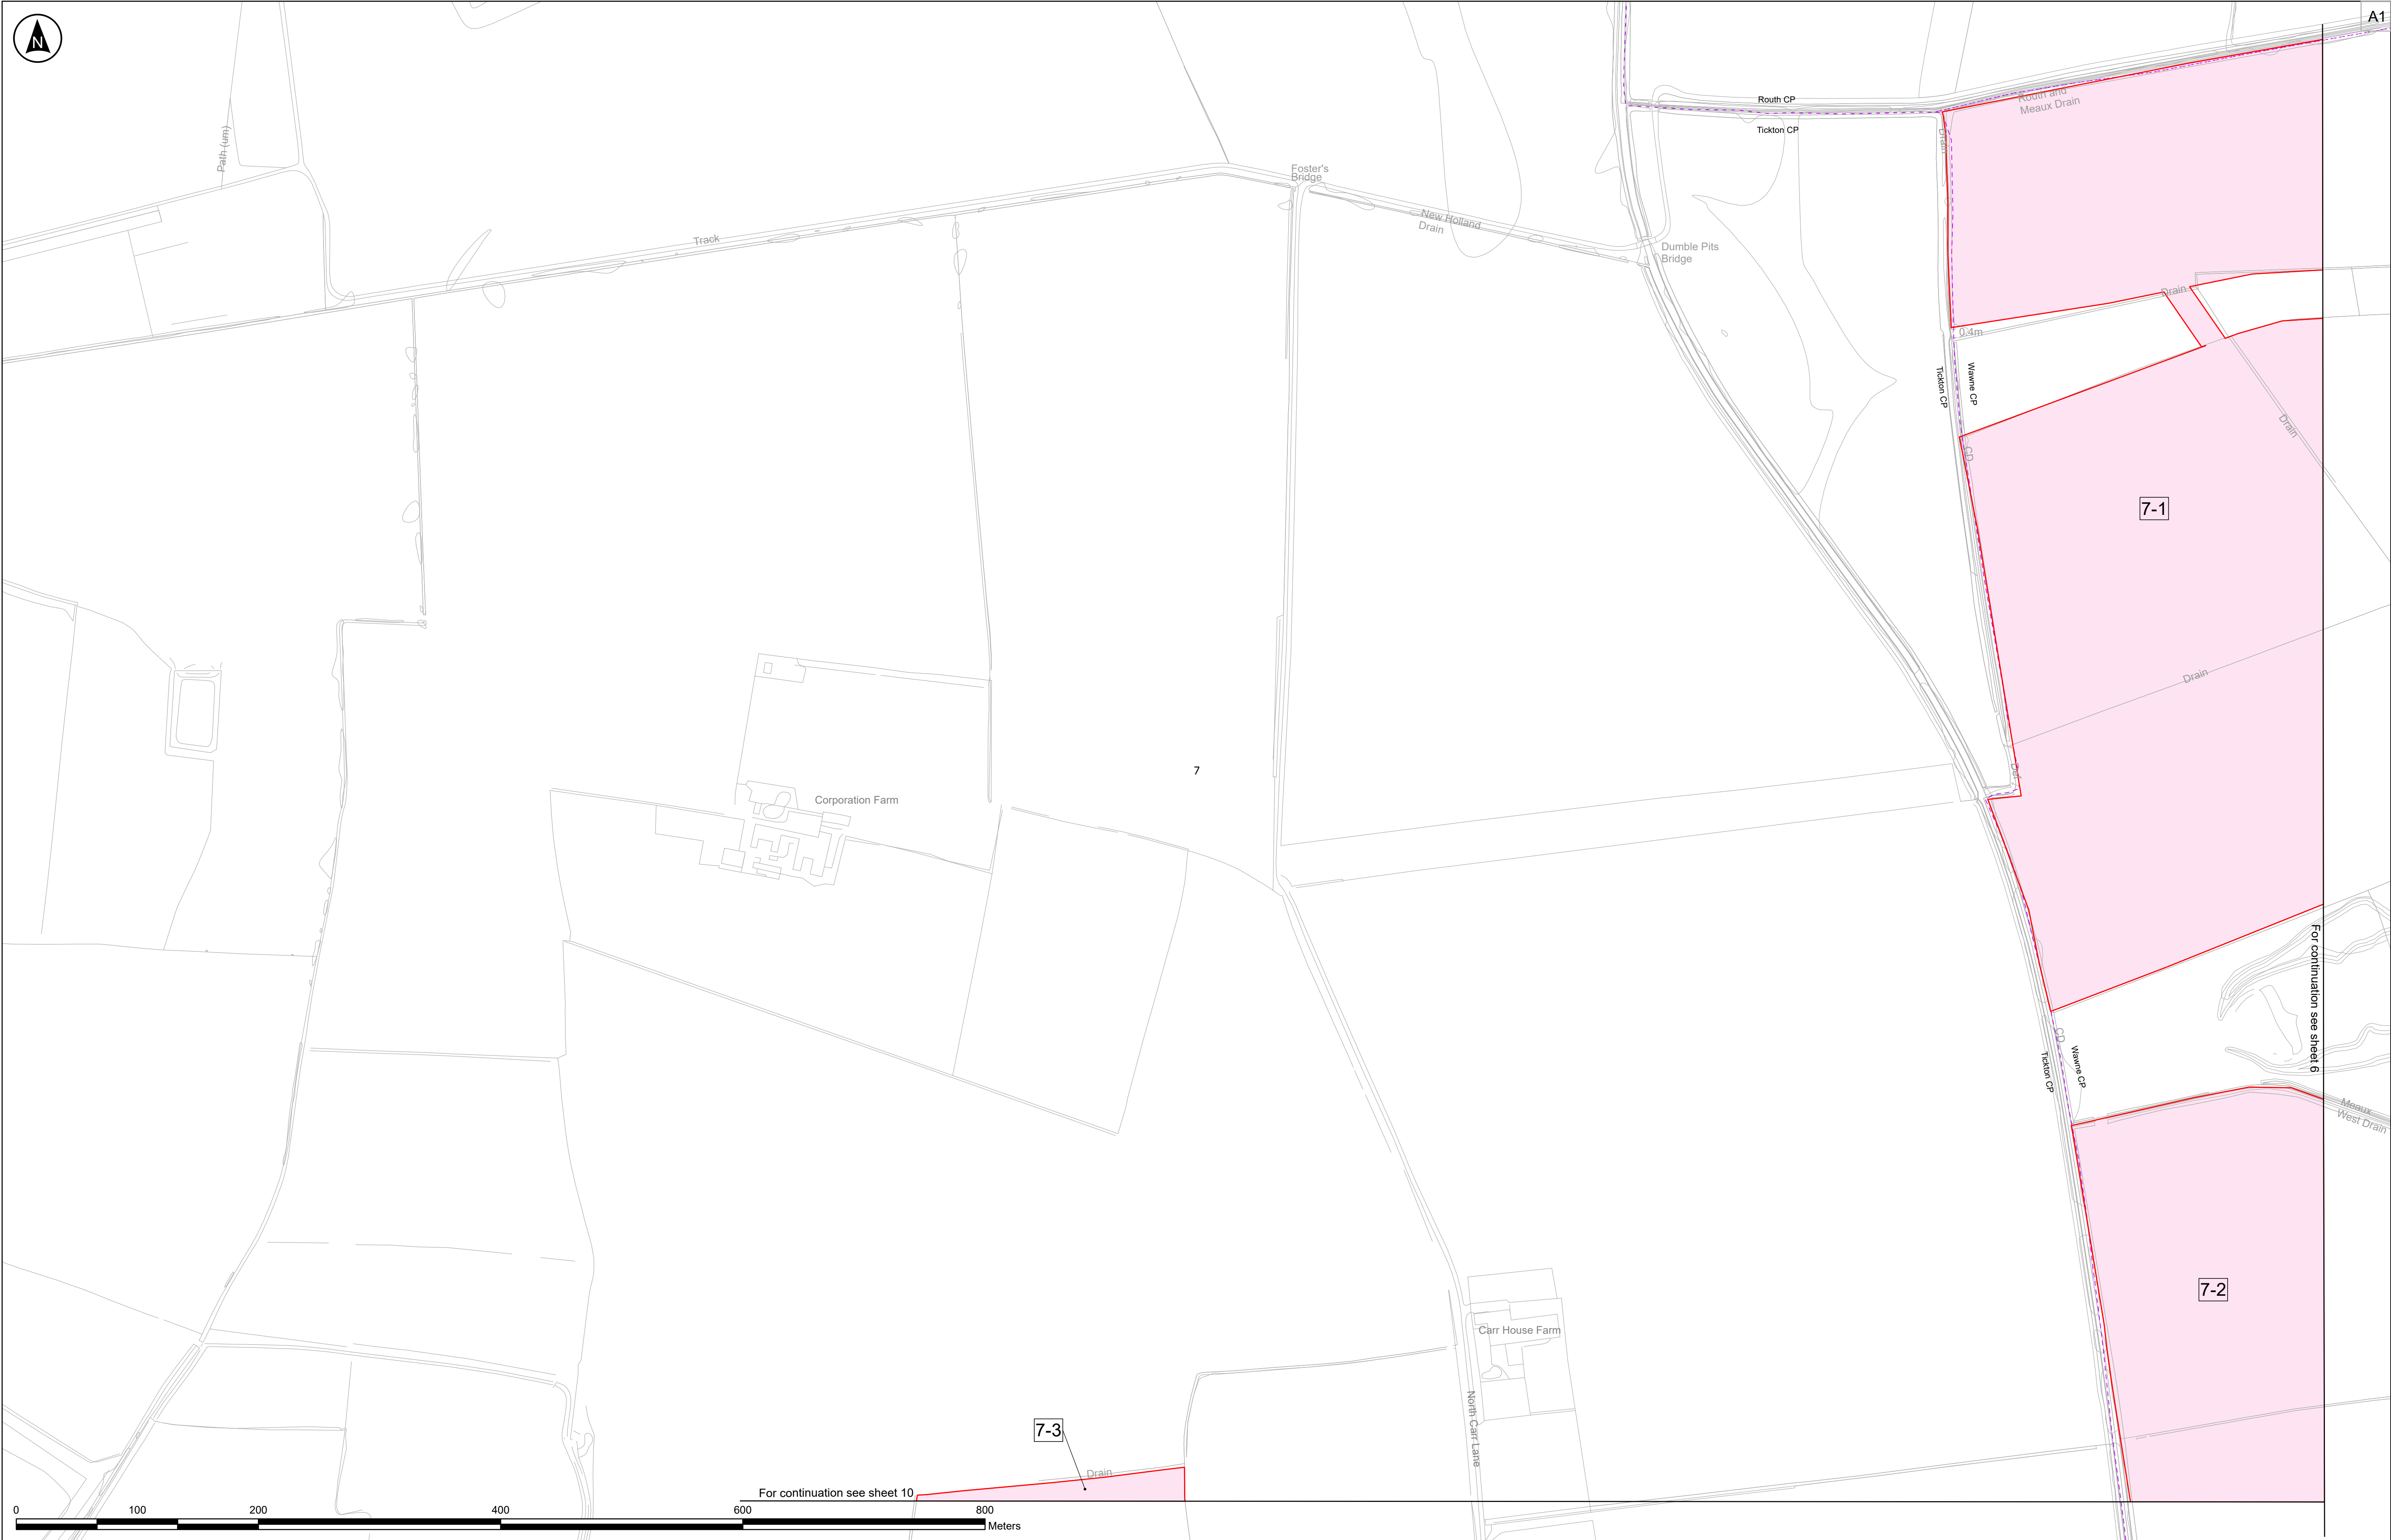 N
A1
Routh CP
Tickton CP
Routh and
Meaux Drain
Path (um)
Drain
Foster's
Bridge
New Holland
Drain
Track
Dumble Pits
Bridge
Drain
0.4m
Tickton CP
Wawne CP
Drain
CD
7-1
Drain
7
Def
Corporation Farm
For continuation see sheet 6
CD
Tickton CP
Wawne CP
Meaux
West Drain
7-2
Carr House Farm
North Carr Lane
7-3
Drain
For continuation see sheet 10
0
100
200
400
600
800
Meters